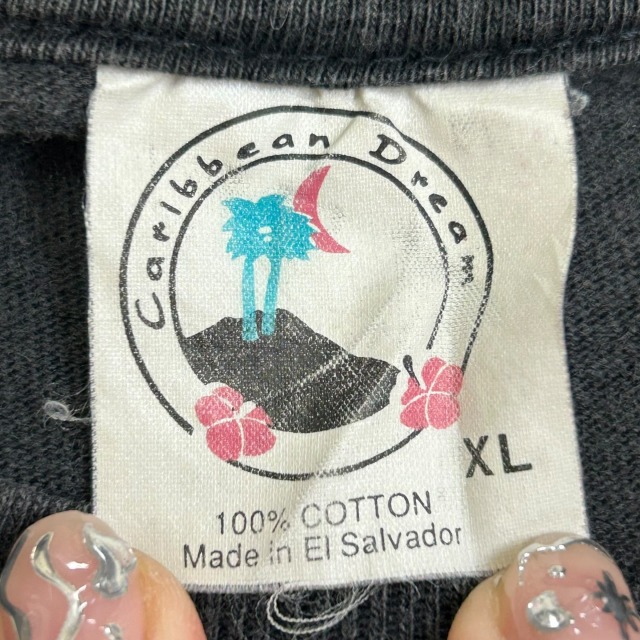 Caribbean Dream
XL
100% COTTON
Made in El Salvador